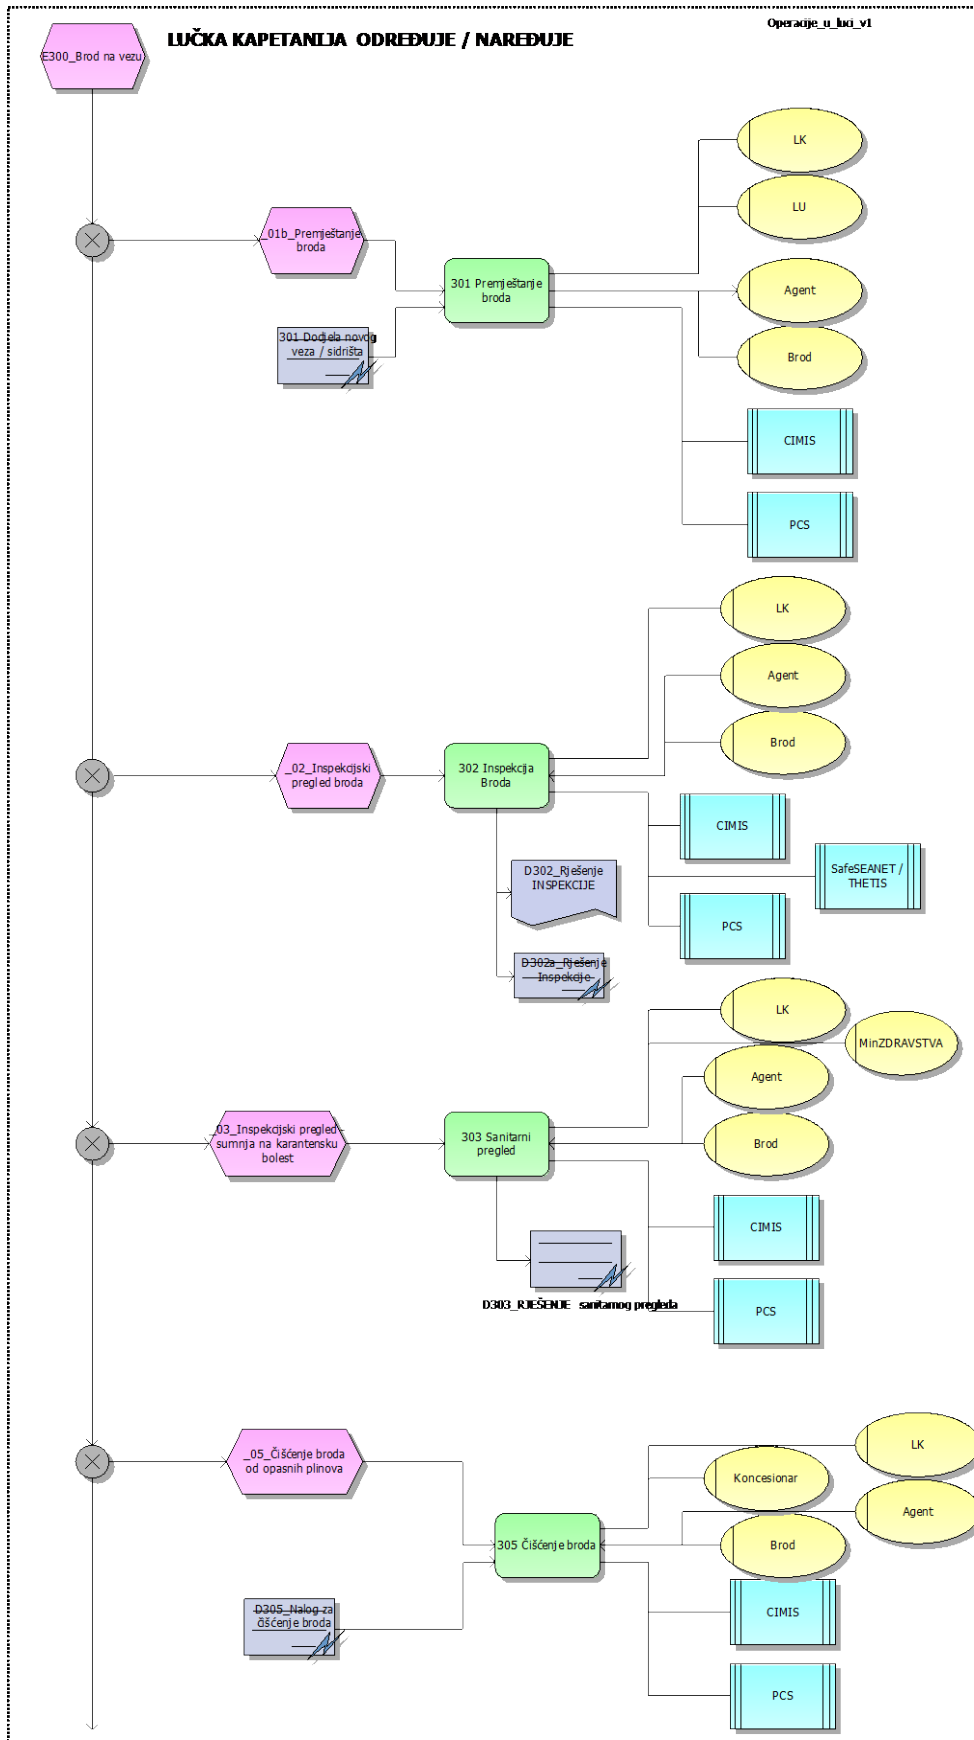 Operacije_u_luci_v1
LUČKA KAPETANIJA ODREĐUJE / NAREĐUJE
E300_Brod na vezu
LK
LU
_01b_Premještanje
broda
301 Premještanje
broda
Agent
301 Dodjela novog
veza / sidrišta
Brod
CIMIS
PCS
LK
Agent
_02_Inspekcijski
pregled broda
302 Inspekcija
Broda
Brod
CIMIS
D302_Rješenje
INSPEKCIJE
SafeSEANET /
THETIS
PCS
D302a_Rješenje
Inspekcije
LK
MinZDRAVSTVA
Agent
_03_Inspekcijski pregled -
sumnja na karantensku
bolest
303 Sanitarni
pregled
Brod
CIMIS
D303_RJEŠENJE sanitarnog pregleda
PCS
_05_Čišćenje broda
od opasnih plinova
LK
Koncesionar
Agent
305 Čišćenje broda
Brod
D305_Nalog za
čišćenje broda
CIMIS
PCS